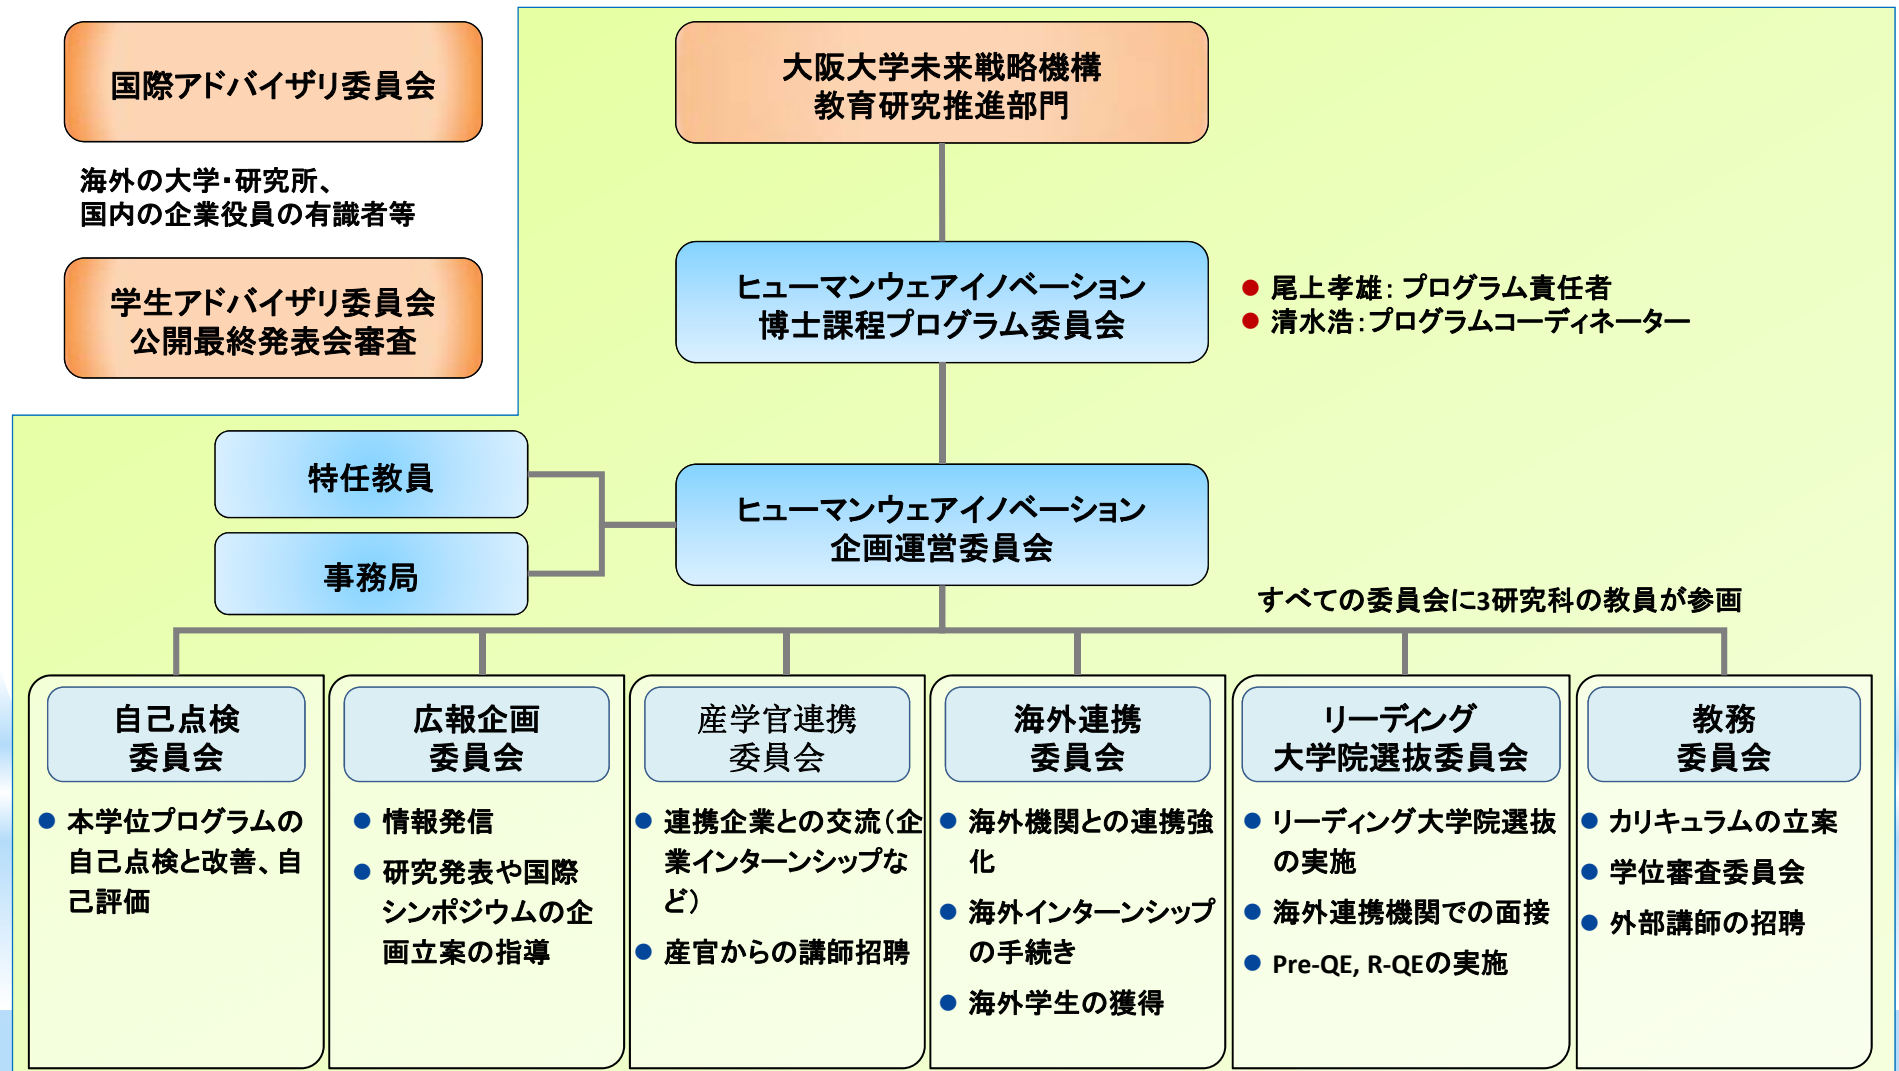 国際アドバイザリ委員会
海外の大学・研究所、
国内の企業役員の有識者等
学生アドバイザリ委員会
公開最終発表会審査
大阪大学未来戦略機構
教育研究推進部門
ヒューマンウェアイノベーション
博士課程プログラム委員会
● 尾上孝雄：プログラム責任者
● 清水浩：プログラムコーディネーター
特任教員
事務局
ヒューマンウェアイノベーション
企画運営委員会
すべての委員会に3研究科の教員が参画
自己点検
委員会
● 本学位プログラムの
自己点検と改善、自
己評価
広報企画
委員会
● 情報発信
● 研究発表や国際
シンポジウムの企
画立案の指導
産学官連携
委員会
● 連携企業との交流（企
業インターンシップな
ど）
● 産官からの講師招聘
海外連携
委員会
● 海外機関との連携強
化
● 海外インターンシップ
の手続き
● 海外学生の獲得
リーディング
大学院選抜委員会
● リーディング大学院選抜
の実施
● 海外連携機関での面接
● Pre-QE, R-QEの実施
教務
委員会
● カリキュラムの立案
● 学位審査委員会
● 外部講師の招聘